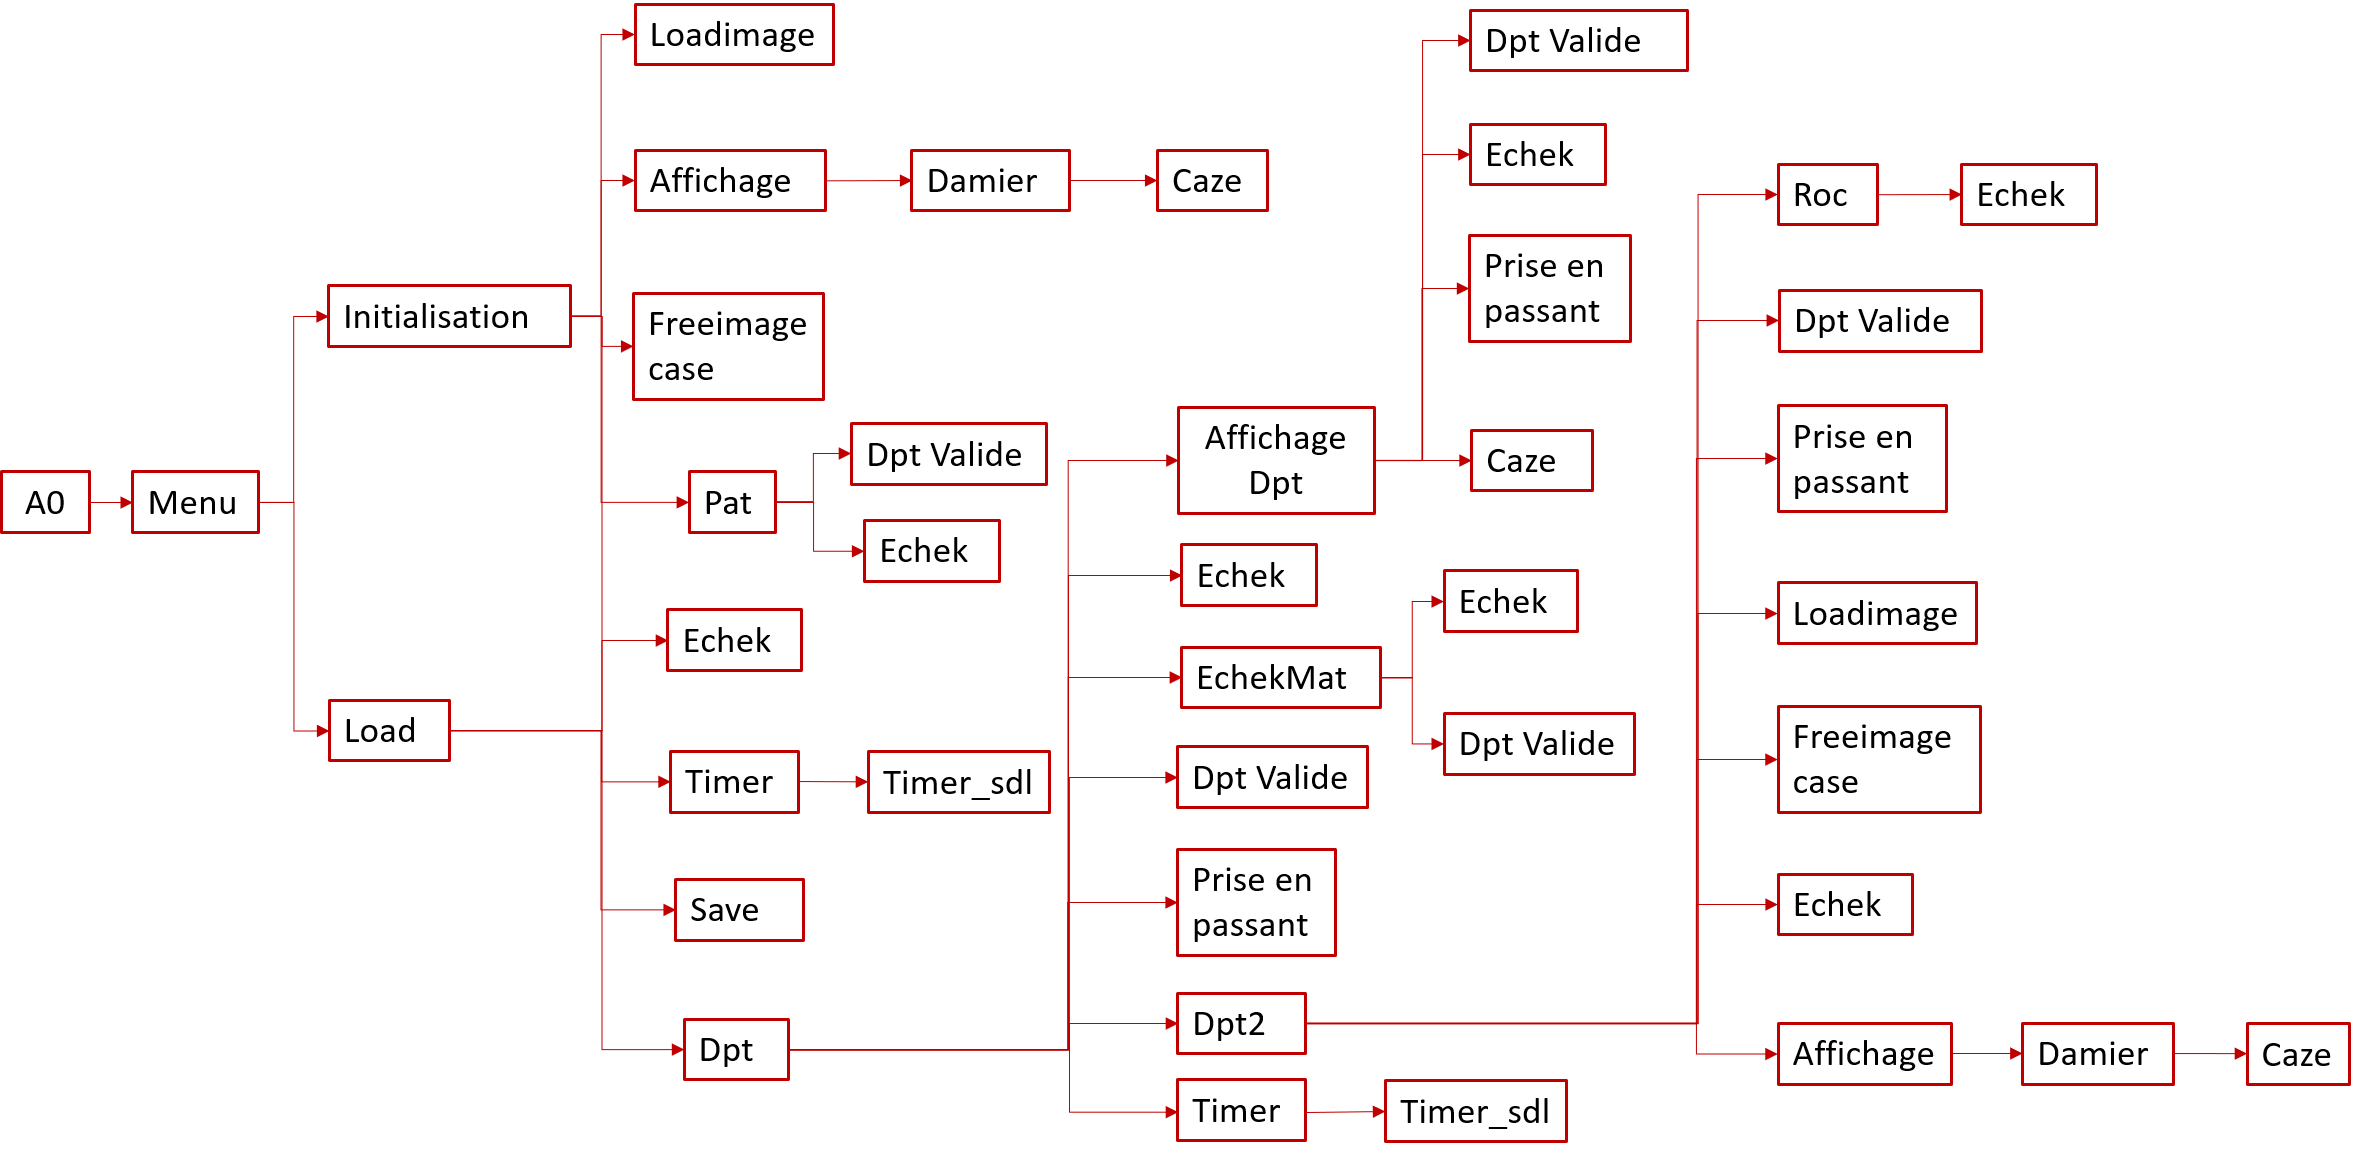 A0
Menu
Initialisation
Load
Loadimage
Affichage
Damier
Caze
Freeimage
case
Pat
Dpt Valide
Echek
Echek
Timer
Timer_sdl
Save
Dpt
Affichage
Dpt
Dpt Valide
Echek
Prise en
passant
Caze
Echek
EchekMat
Echek
Dpt Valide
Dpt Valide
Prise en
passant
Dpt2
Timer
Timer_sdl
Roc
Echek
Dpt Valide
Prise en
passant
Loadimage
Freeimage
case
Echek
Affichage
Damier
Caze